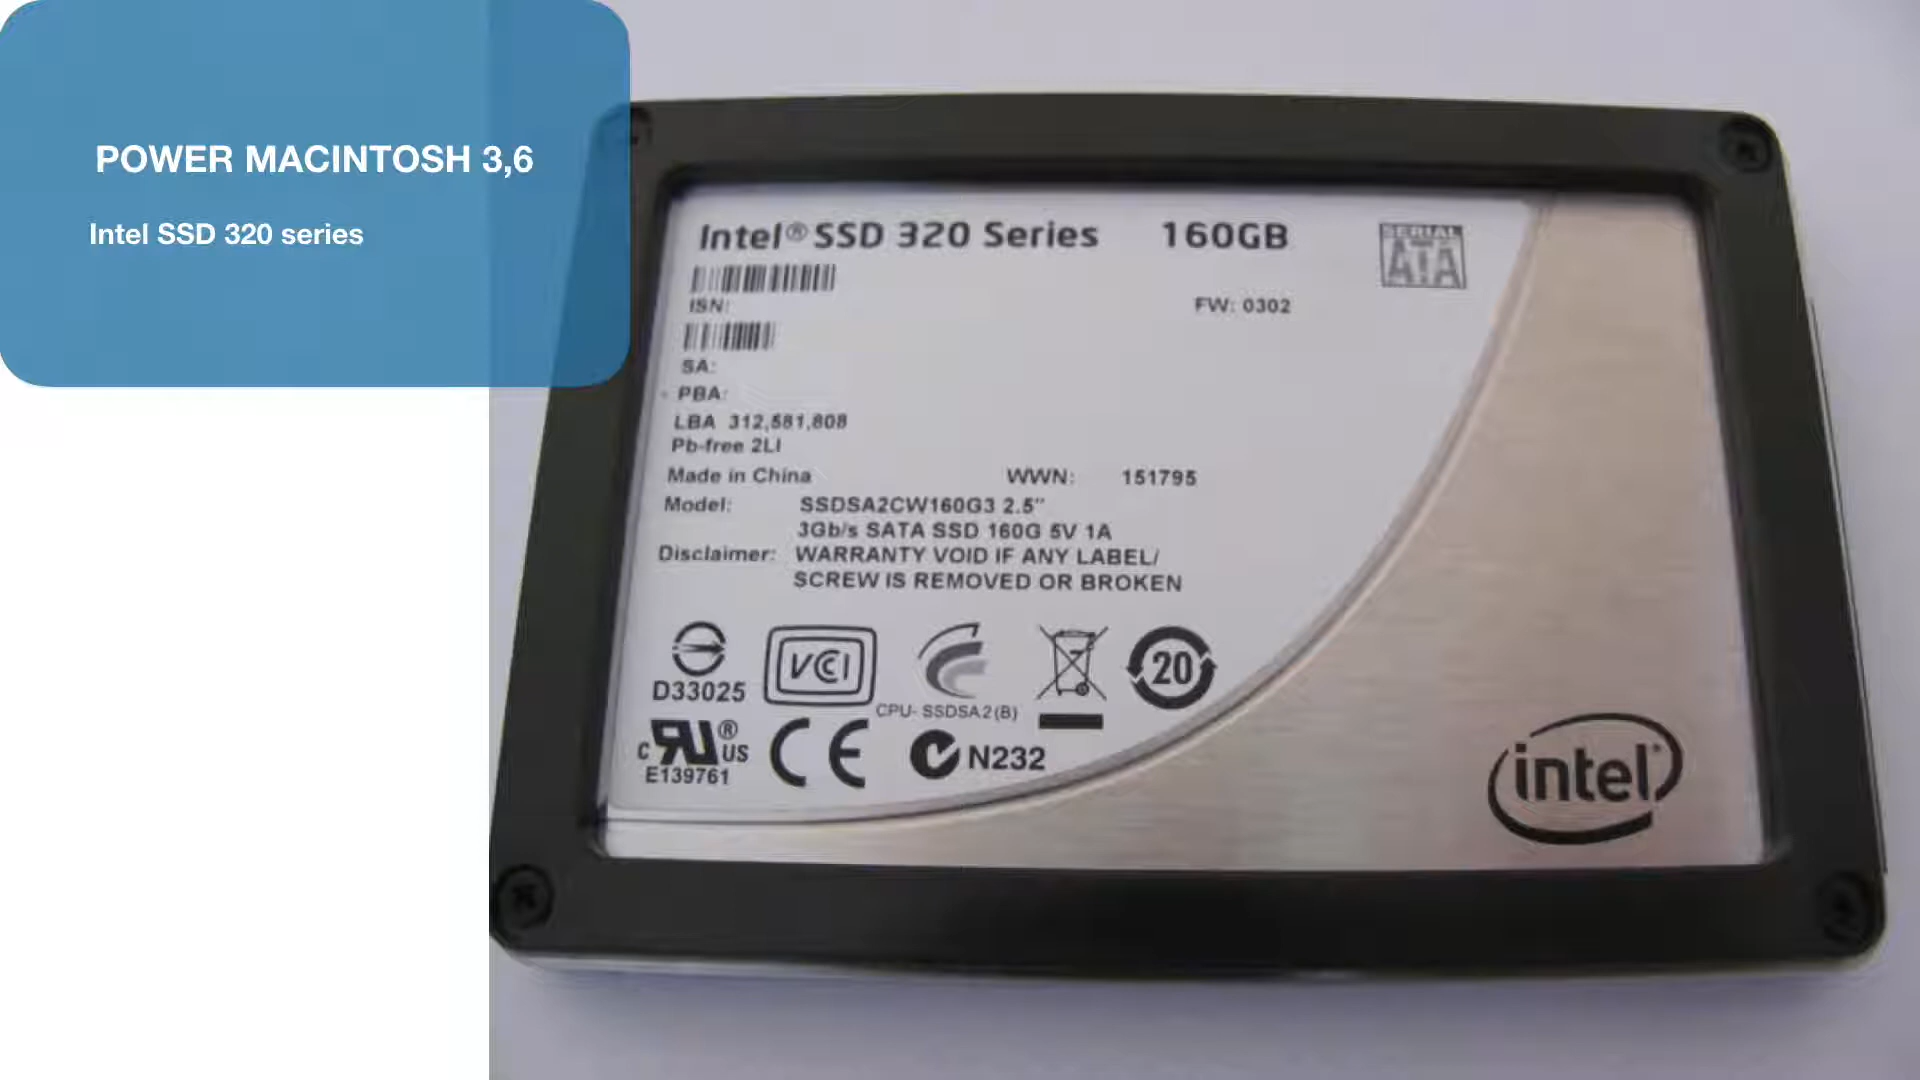 POWER MACINTOSH 3,6
Intel SSD 320 series
Intel® SSD 320 Series 160GB
SERIAL
ATA
ISN:
FW: 0302
SA:
PBA:
LBA 312,581,808
Pb-free 2LI
Made in China WWN: 151795
Model: SSDSA2CW160G3 2.5"
3Gb/s SATA SSD 160G 5V 1A
Disclaimer: WARRANTY VOID IF ANY LABEL/
SCREW IS REMOVED OR BROKEN
VCCI
20
D33025
CPU- SSDSA2(B)
C RU® US
CE
N232
E139761
intel